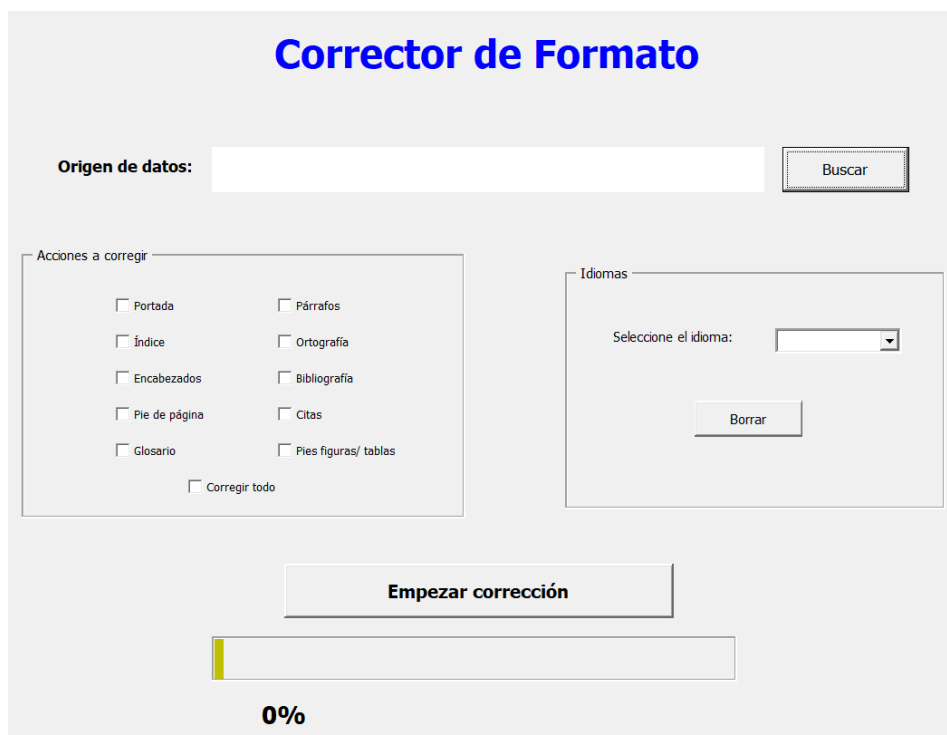 Corrector de Formato
Origen de datos:
Buscar
Acciones a corregir
Portada
Párrafos
Índice
Ortografía
Encabezados
Bibliografía
Pie de página
Citas
Glosario
Pies figuras/ tablas
Corregir todo
Idiomas
Seleccione el idioma:
Borrar
Empezar corrección
0%